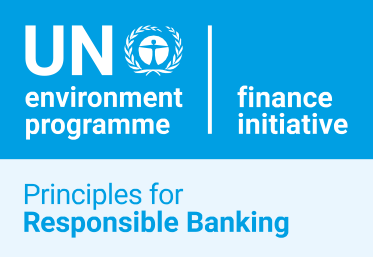 UN
environment
programme
finance
initiative
Principles for
Responsible Banking